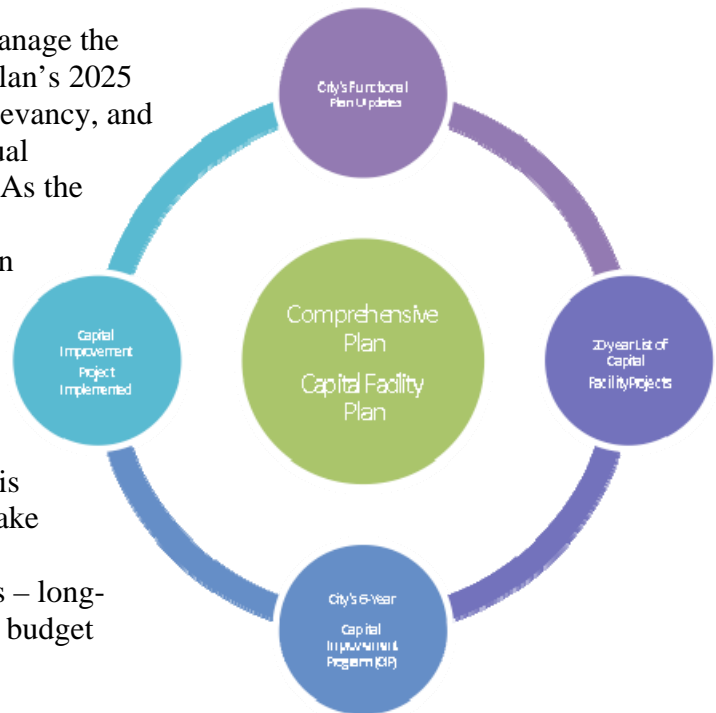 anage the
lan's 2025
evancy, and
ual
As the
n
is
ake
s – long-
budget
City's Functional
Plan Updates
Comprehensive
Plan
Capital Facility
Plan
20-year List of
Capital
Facility Projects
Capital
Improvement
Project
Implemented
City's 6-Year
Capital
Improvement
Program (CIP)